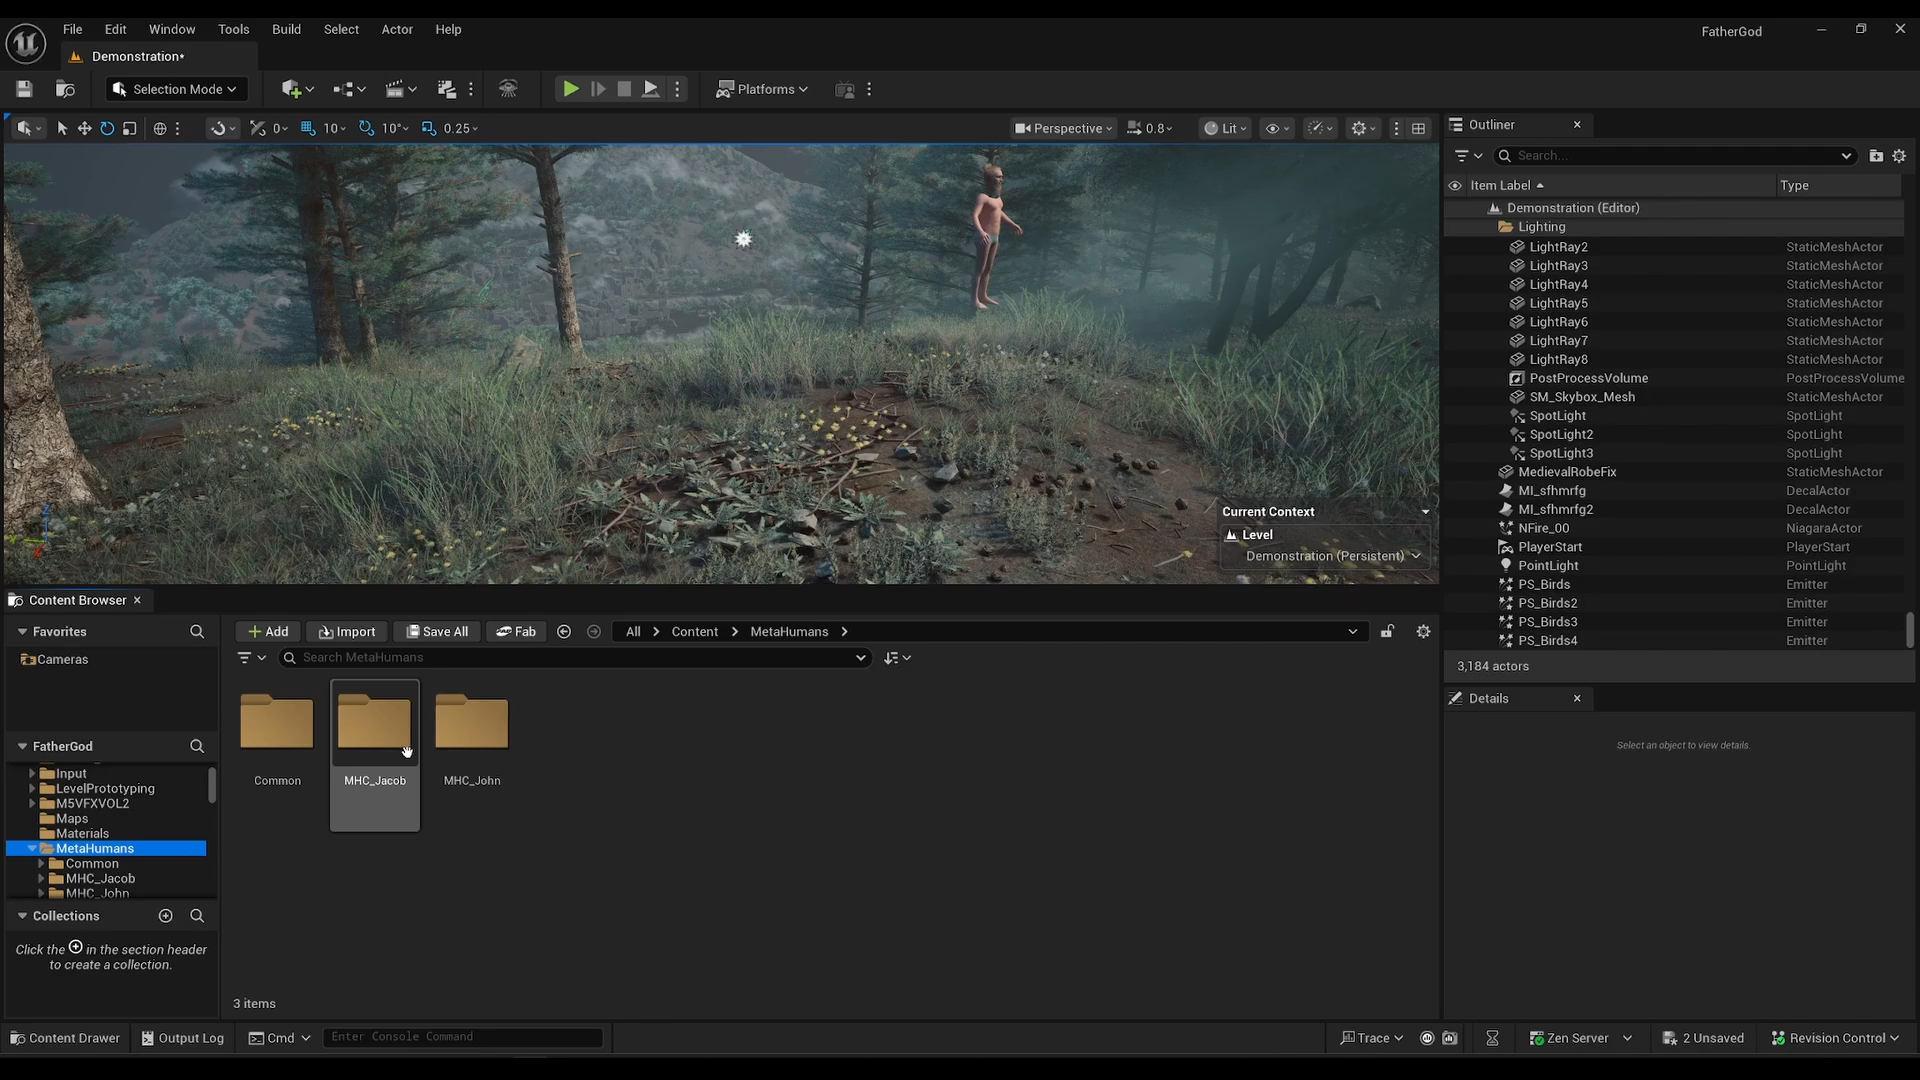 File Edit Window Tools Build Select Actor Help
FatherGod
Demonstration*
Selection Mode
Platforms
0 10 10° 0.25
Perspective 0.8 Lit
Current Context
Level
Demonstration (Persistent)
Outliner
Search...
Item Label Type
Demonstration (Editor)
Lighting
LightRay2 StaticMeshActor
LightRay3 StaticMeshActor
LightRay4 StaticMeshActor
LightRay5 StaticMeshActor
LightRay6 StaticMeshActor
LightRay7 StaticMeshActor
LightRay8 StaticMeshActor
PostProcessVolume PostProcessVolume
SM_Skybox_Mesh StaticMeshActor
SpotLight SpotLight
SpotLight2 SpotLight
SpotLight3 SpotLight
MedievalRobeFix StaticMeshActor
MI_sfhmrfg DecalActor
MI_sfhmrfg2 DecalActor
NFire_00 NiagaraActor
PlayerStart PlayerStart
PointLight PointLight
PS_Birds Emitter
PS_Birds2 Emitter
PS_Birds3 Emitter
PS_Birds4 Emitter
3,184 actors
Details
Select an object to view details.
Content Browser
Favorites
Cameras
FatherGod
Input
LevelPrototyping
M5VFXVOL2
Maps
Materials
MetaHumans
Common
MHC_Jacob
MHC_John
Collections
Click the in the section header
to create a collection.
Add Import Save All Fab All Content MetaHumans
Search MetaHumans
Common MHC_Jacob MHC_John
3 items
Content Drawer Output Log Cmd Enter Console Command Trace Zen Server 2 Unsaved Revision Control